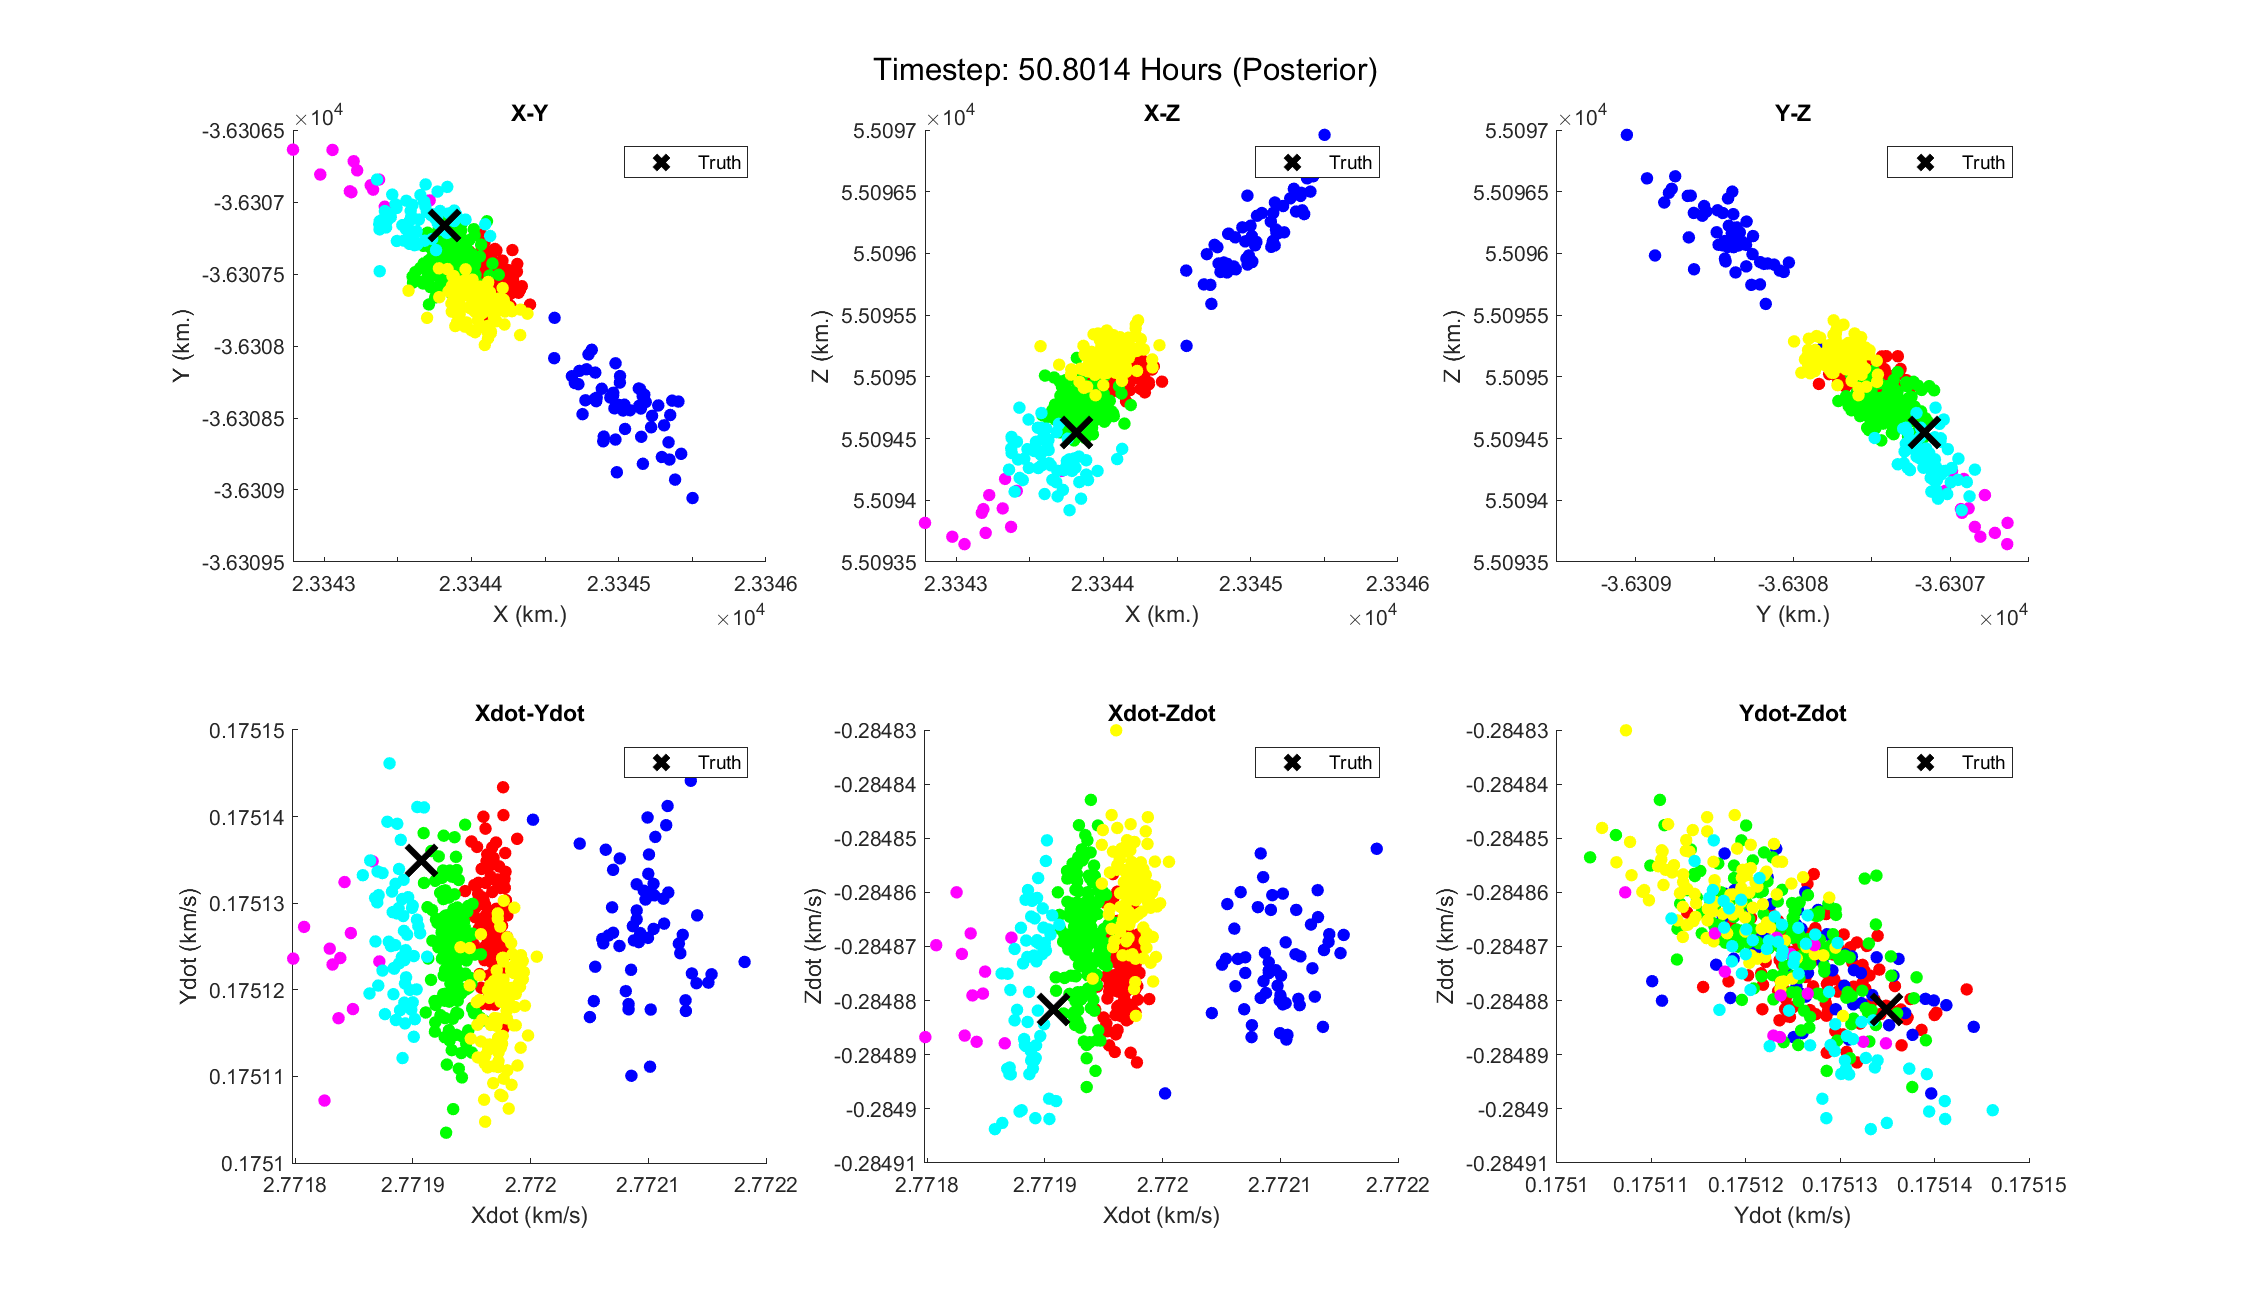 Timestep: 50.8014 Hours (Posterior)
X-Y
×10^4
-3.63065
-3.6307
-3.63075
-3.6308
-3.63085
-3.6309
-3.63095
Y (km.)
Truth
2.3343 2.3344 2.3345 2.3346
X (km.)
×10^4
X-Z
×10^4
5.5097
5.50965
5.5096
5.50955
5.5095
5.50945
5.5094
5.50935
Z (km.)
Truth
2.3343 2.3344 2.3345 2.3346
X (km.)
×10^4
Y-Z
×10^4
5.5097
5.50965
5.5096
5.50955
5.5095
5.50945
5.5094
5.50935
Z (km.)
Truth
-3.6309 -3.6308 -3.6307
Y (km.)
×10^4
Xdot-Ydot
0.17515
0.17514
0.17513
0.17512
0.17511
0.1751
Ydot (km/s)
Truth
2.7718 2.7719 2.772 2.7721 2.7722
Xdot (km/s)
Xdot-Zdot
-0.28483
-0.28484
-0.28485
-0.28486
-0.28487
-0.28488
-0.28489
-0.2849
-0.28491
Zdot (km/s)
Truth
2.7718 2.7719 2.772 2.7721 2.7722
Xdot (km/s)
Ydot-Zdot
-0.28483
-0.28484
-0.28485
-0.28486
-0.28487
-0.28488
-0.28489
-0.2849
-0.28491
Zdot (km/s)
Truth
0.1751 0.17511 0.17512 0.17513 0.17514 0.17515
Ydot (km/s)